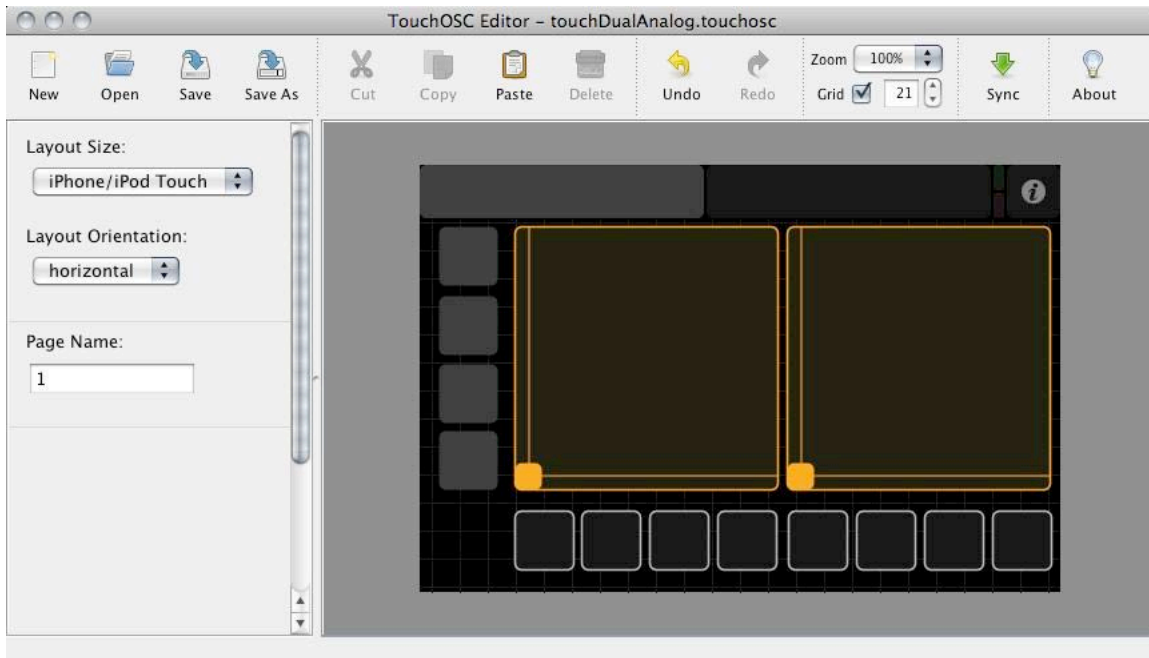 TouchOSC Editor – touchDualAnalog.touchosc
New Open Save Save As Cut Copy Paste Delete Undo Redo Zoom 100% Grid 21 Sync About
Layout Size:
iPhone/iPod Touch
Layout Orientation:
horizontal
Page Name:
1
i